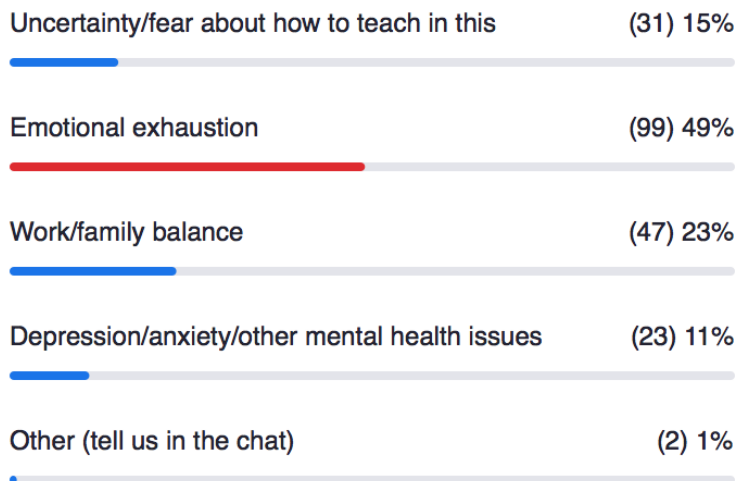 Uncertainty/fear about how to teach in this (31) 15%
Emotional exhaustion (99) 49%
Work/family balance (47) 23%
Depression/anxiety/other mental health issues (23) 11%
Other (tell us in the chat) (2) 1%